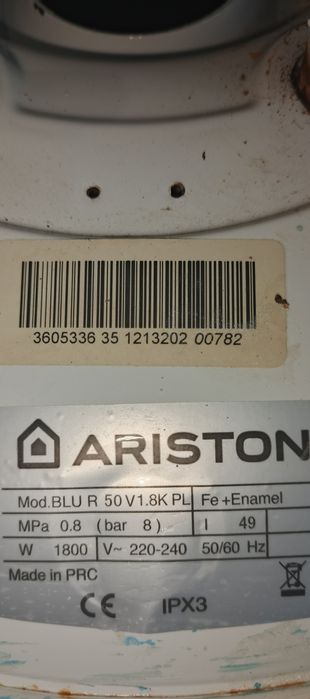 3605336 35 1213202 00782
ARISTON
Mod.BLU R 50 V1.8K PL Fe+Enamel
MPa 0.8 (bar 8) I 49
W 1800 V~ 220-240 50/60 Hz
Made in PRC
CE IPX3